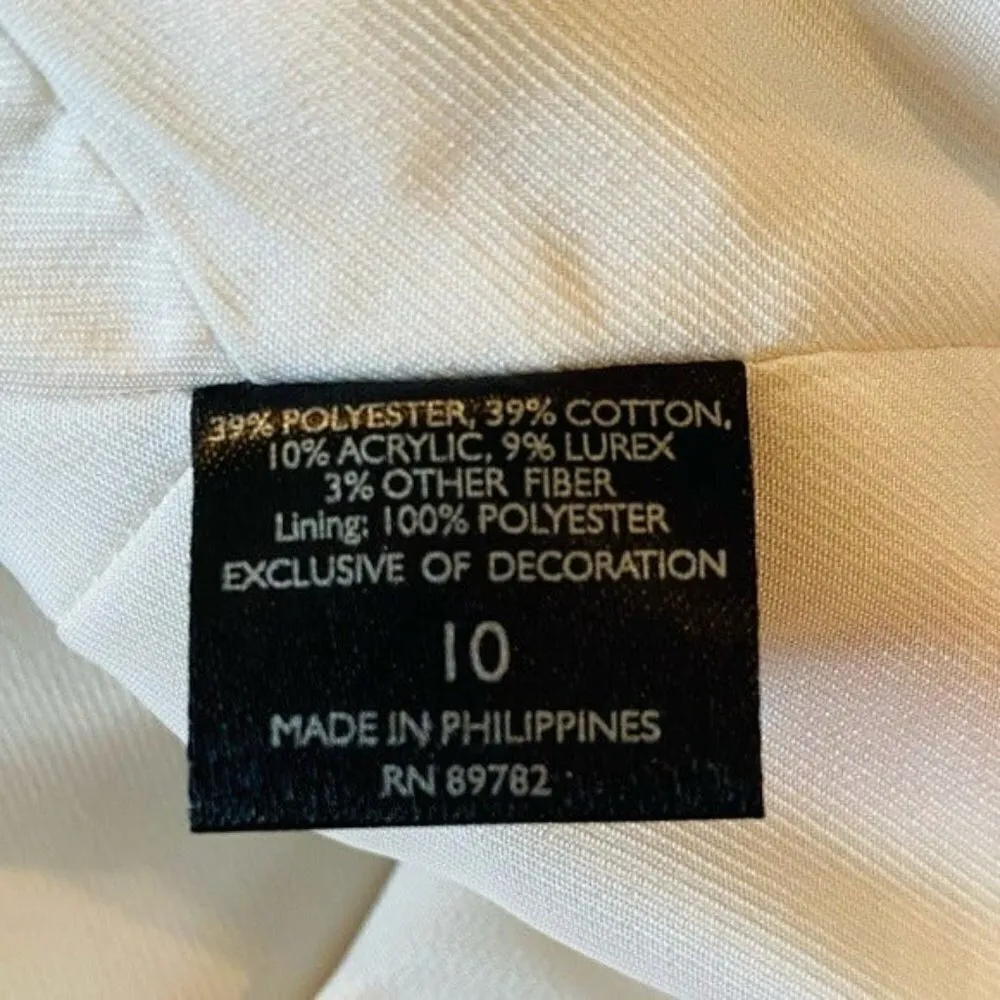 39% POLYESTER, 39% COTTON,
10% ACRYLIC, 9% LUREX
3% OTHER FIBER
Lining: 100% POLYESTER
EXCLUSIVE OF DECORATION
10
MADE IN PHILIPPINES
RN 89782